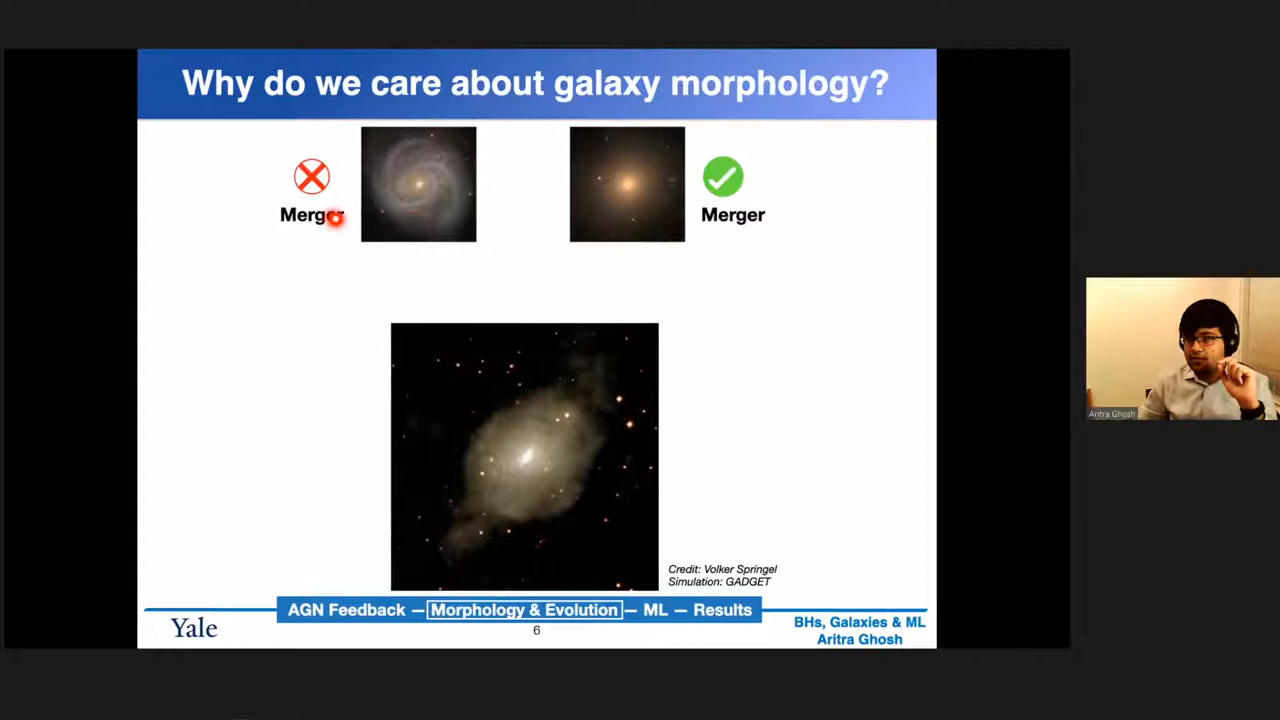 Why do we care about galaxy morphology?
Merger
Merger
Aritra Ghosh
Credit: Volker Springel
Simulation: GADGET
AGN Feedback — Morphology & Evolution — ML — Results
Yale
6
BHs, Galaxies & ML
Aritra Ghosh